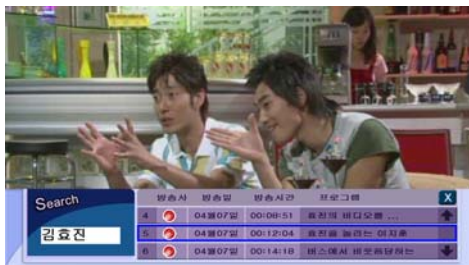 Search
김효진
방송사 방송일 방송시간 프로그램 X
4 04월07일 00:08:51 효진의 비디오를 ...
5 04월07일 00:12:04 효진을 놀리는 이지훈
6 04월07일 00:14:18 버스에서 비웃음당하는